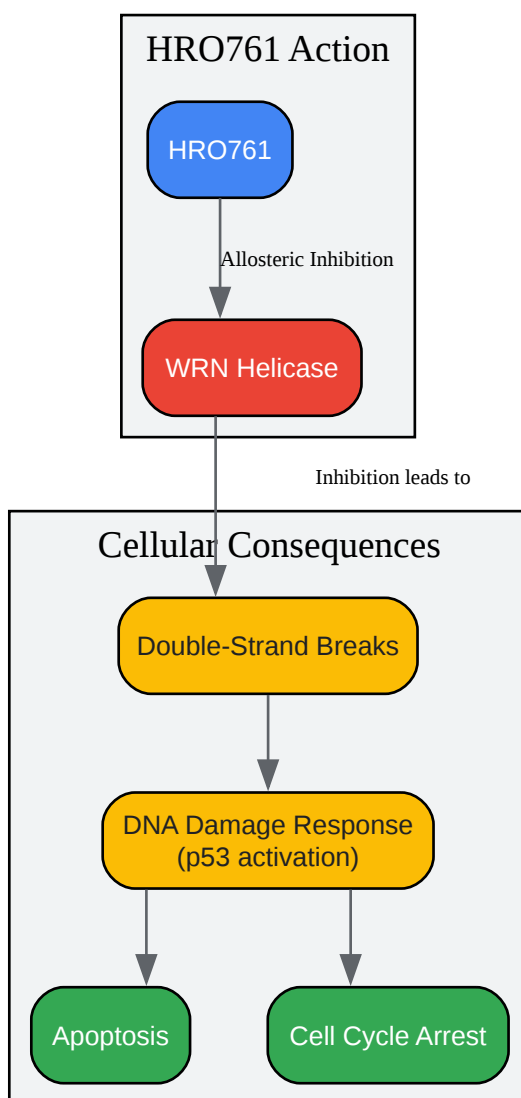 HRO761 Action
HRO761
Allosteric Inhibition
WRN Helicase
Inhibition leads to
Cellular Consequences
Double-Strand Breaks
DNA Damage Response
(p53 activation)
Apoptosis
Cell Cycle Arrest